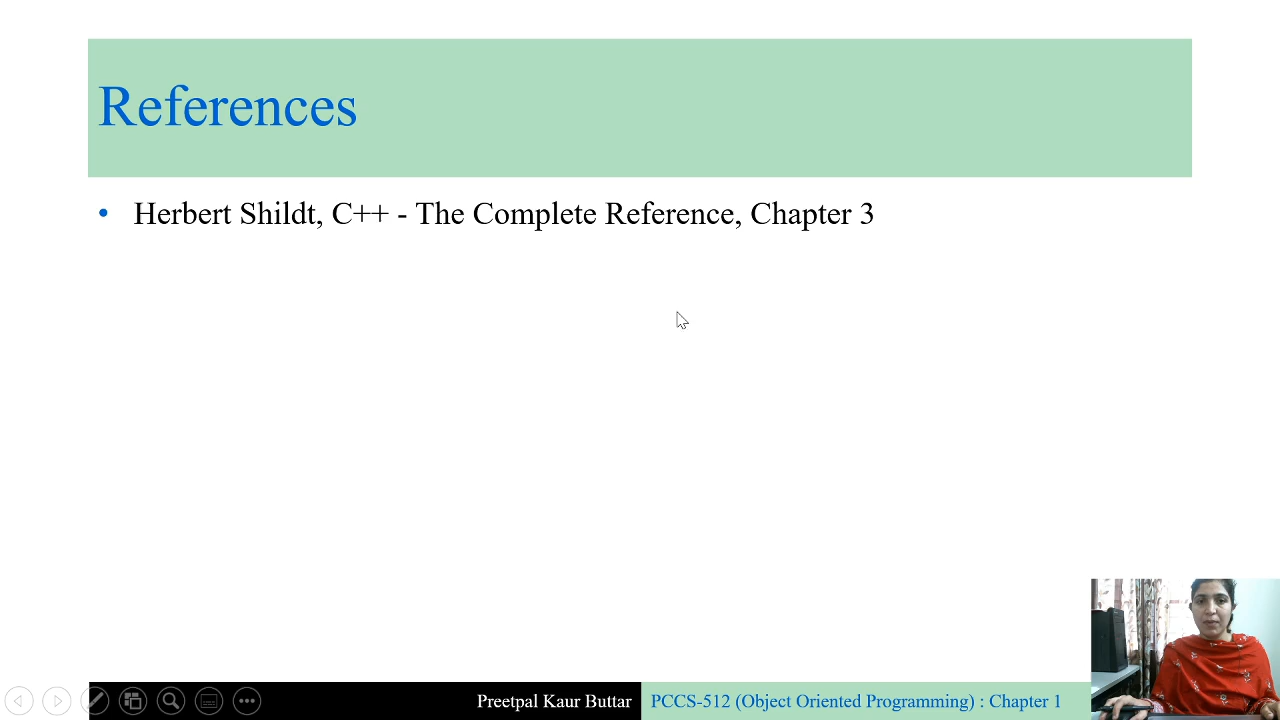 References
• Herbert Shildt, C++ - The Complete Reference, Chapter 3
Preetpal Kaur Buttar
PCCS-512 (Object Oriented Programming) : Chapter 1